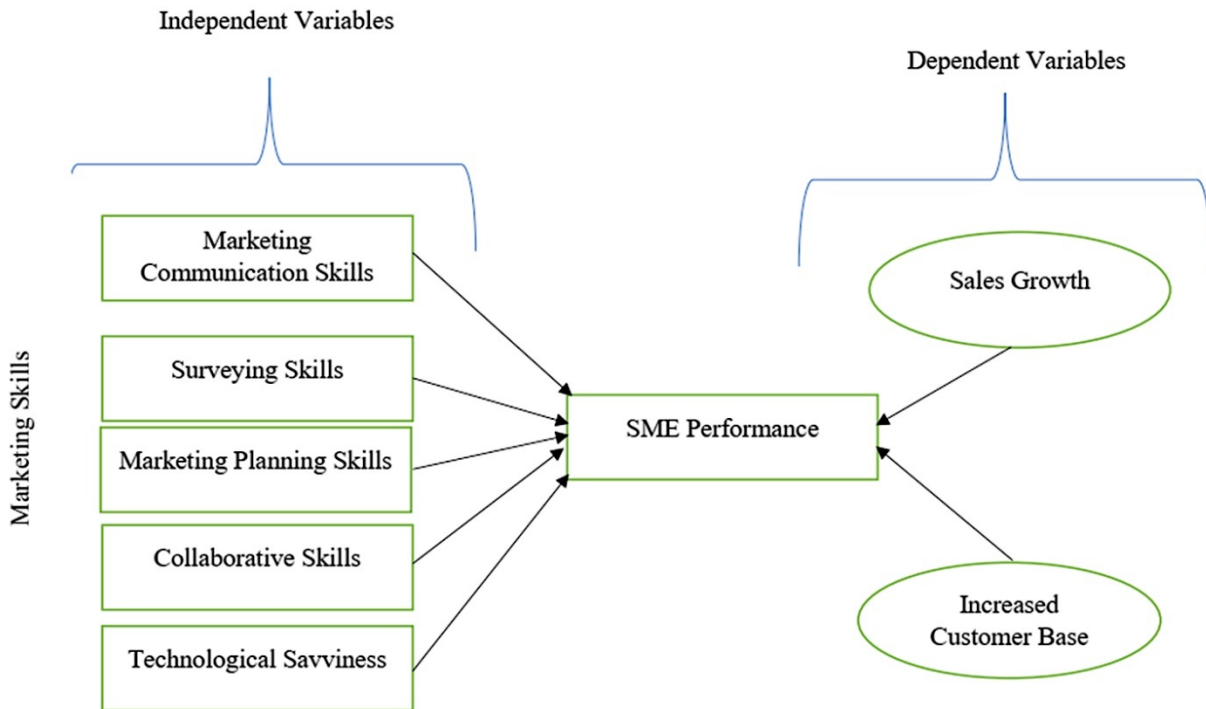 Independent Variables
Dependent Variables
Marketing Skills
Marketing
Communication Skills
Surveying Skills
Marketing Planning Skills
Collaborative Skills
Technological Savviness
SME Performance
Sales Growth
Increased
Customer Base